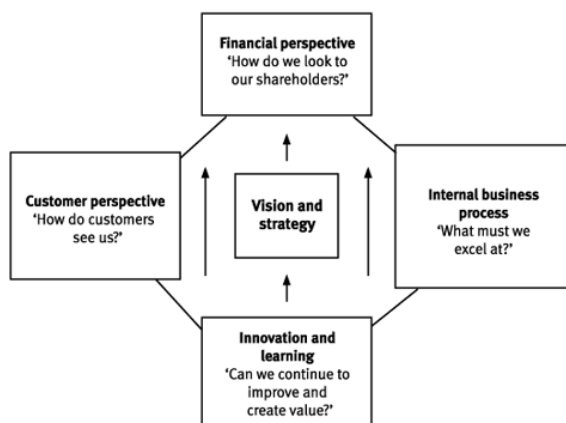 Financial perspective
‘How do we look to
our shareholders?’
Customer perspective
‘How do customers
see us?’
Vision and
strategy
Internal business
process
‘What must we
excel at?’
Innovation and
learning
‘Can we continue to
improve and
create value?’